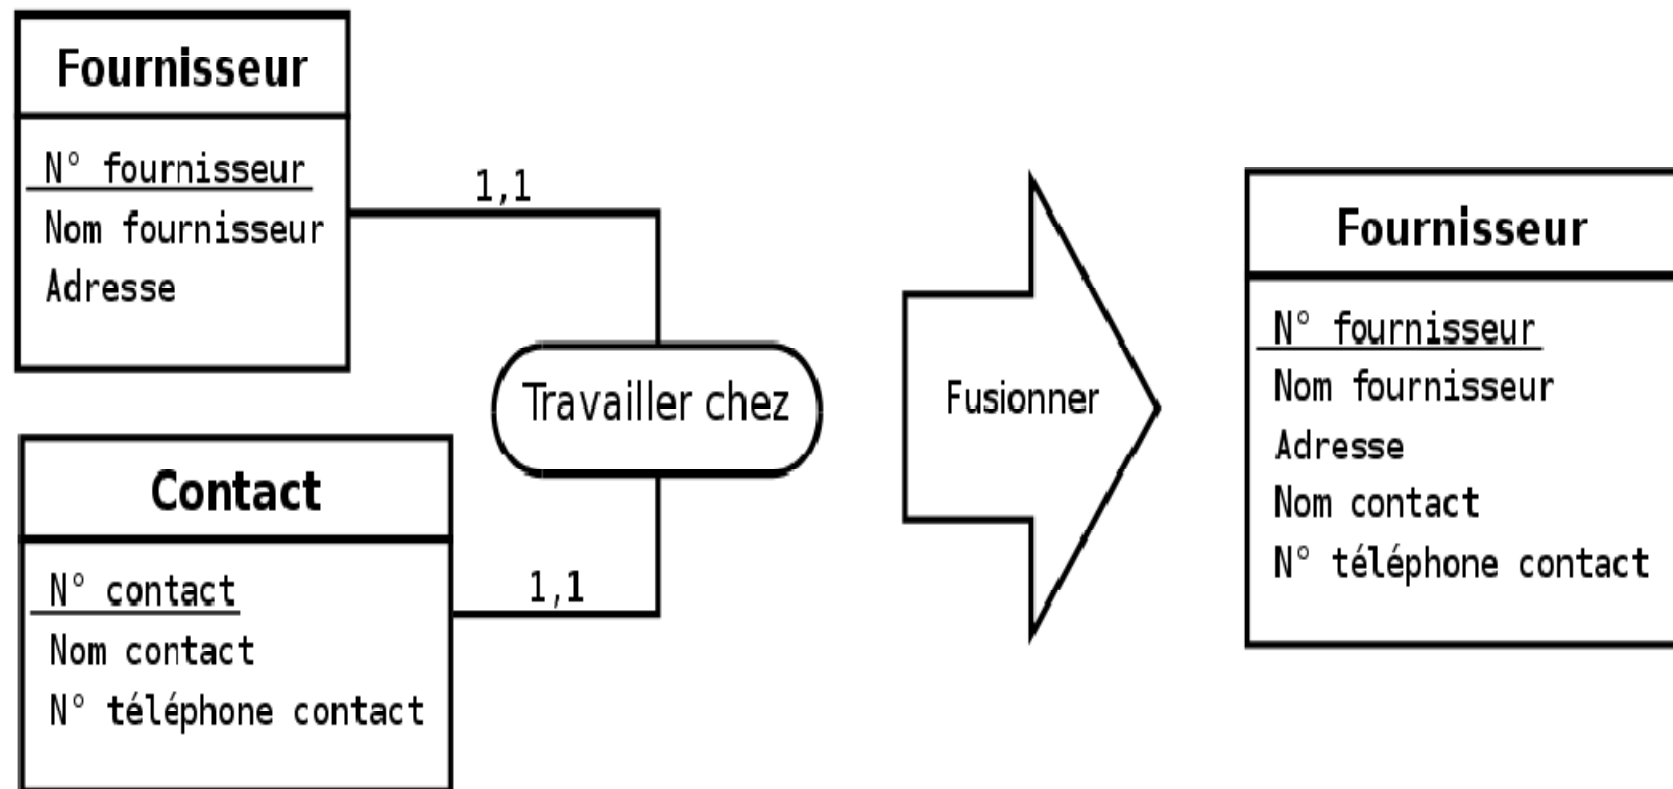 Fournisseur
N° fournisseur
Nom fournisseur
Adresse
1,1
Travailler chez
Contact
N° contact
Nom contact
N° téléphone contact
1,1
Fusionner
Fournisseur
N° fournisseur
Nom fournisseur
Adresse
Nom contact
N° téléphone contact